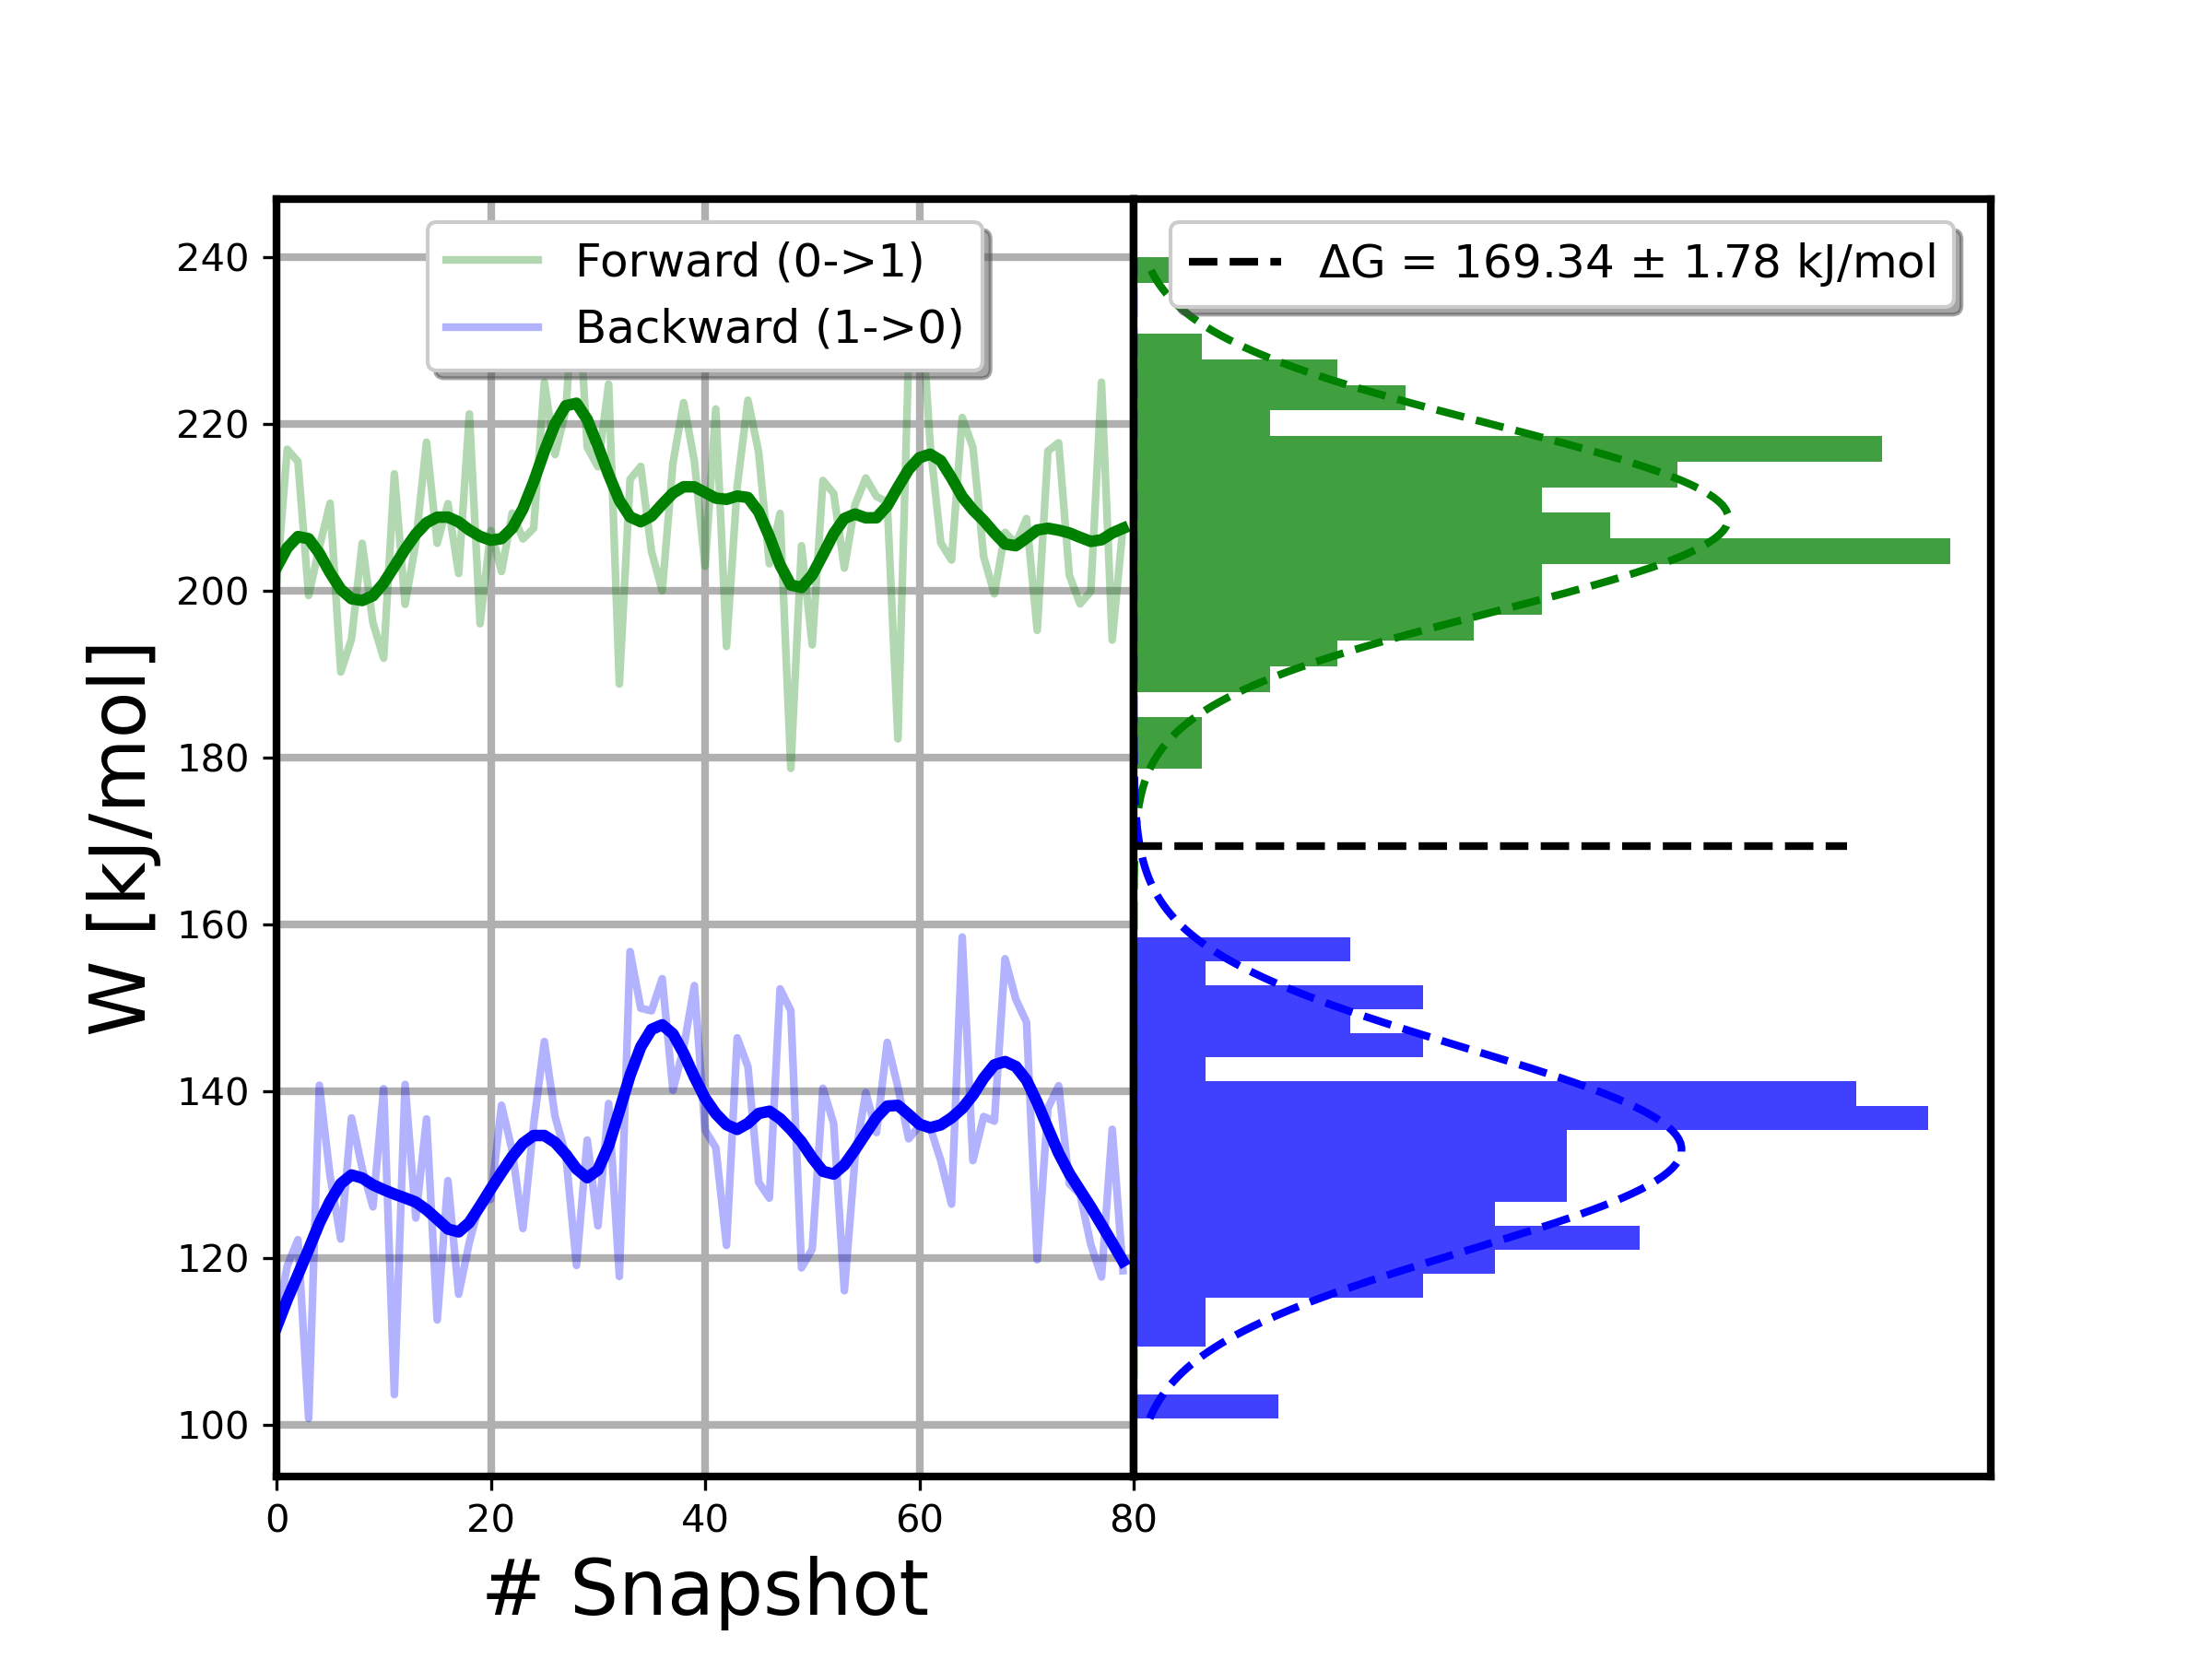 Forward (0->1)
Backward (1->0)
ΔG = 169.34 ± 1.78 kJ/mol
240
220
200
180
160
140
120
100
W [kJ/mol]
0 20 40 60 80
# Snapshot